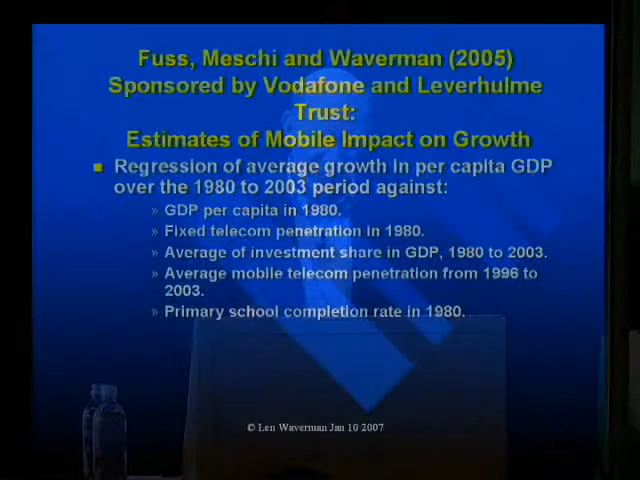 Fuss, Meschi and Waverman (2005)
Sponsored by Vodafone and Leverhulme
Trust:
Estimates of Mobile Impact on Growth
Regression of average growth in per capita GDP
over the 1980 to 2003 period against:
» GDP per capita in 1980.
» Fixed telecom penetration in 1980.
» Average of investment share in GDP, 1980 to 2003.
» Average mobile telecom penetration from 1996 to
2003.
» Primary school completion rate in 1980.
© Len Waverman Jan 10 2007